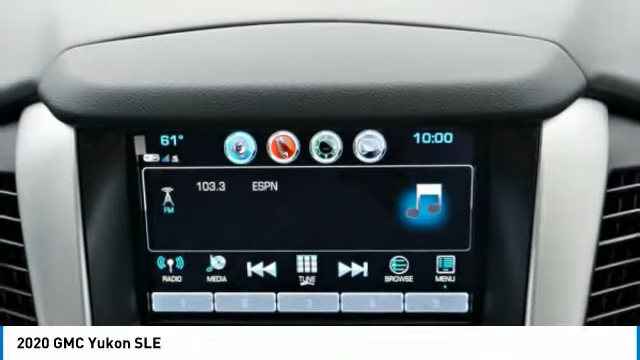 61° 10:00
103.3 ESPN
FM
RADIO MEDIA TUNE BROWSE MENU
1 2 3 4 5
2020 GMC Yukon SLE